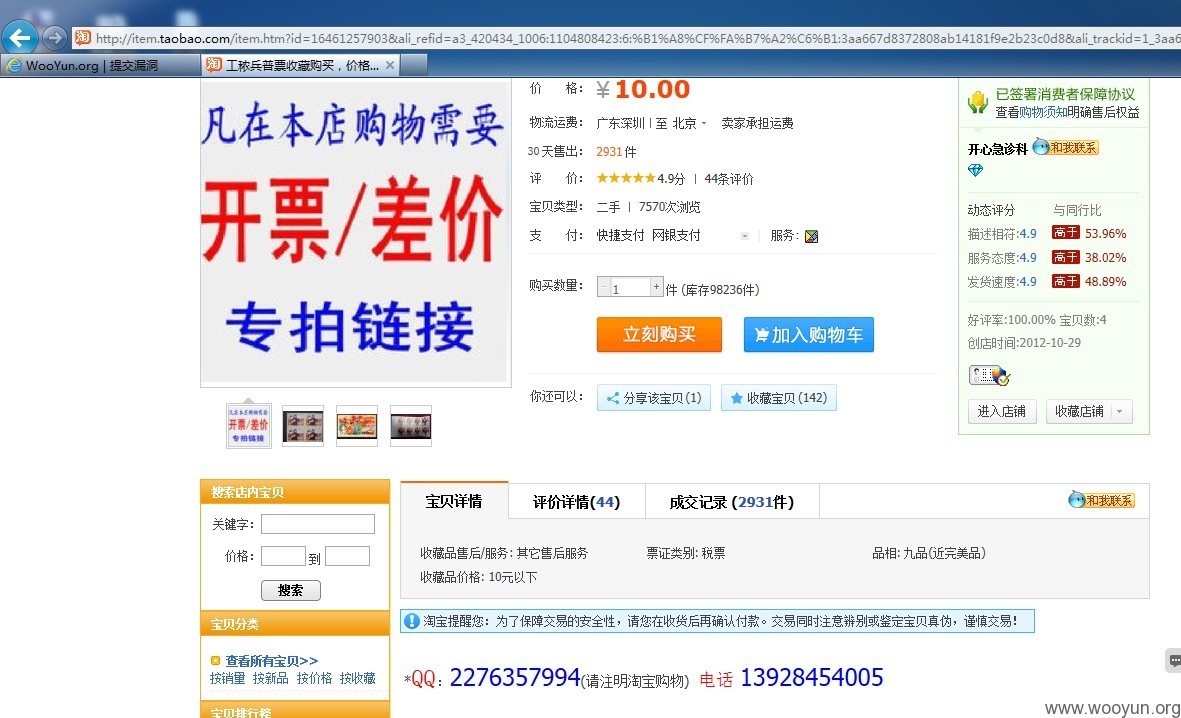 http://item.taobao.com/item.htm?id=16461257903&ali_refid=a3_420434_1006:1104808423:6:%B1%A8%CF%FA%B7%A2%C6%B1:3aa667d8372808ab14181f9e2b23c0d8&ali_trackid=1_3aa6
WooYun.org | 提交漏洞
工裱兵普票收藏购买，价格...
凡在本店购物需要
开票/差价
专拍链接
价 格： ¥ 10.00
物流运费： 广东深圳 | 至 北京 卖家承担运费
30天售出： 2931件
评 价： 4.9分 | 44条评价
宝贝类型： 二手 | 7570次浏览
支 付： 快捷支付 网银支付 服务：
购买数量： - 1 + 件 (库存98236件)
立刻购买 加入购物车
你还可以： 分享该宝贝(1) 收藏宝贝(142)
已签署消费者保障协议
查看购物须知明确售后权益
开心急诊科 和我联系
动态评分 与同行比
描述相符:4.9 高于 53.96%
服务态度:4.9 高于 38.02%
发货速度:4.9 高于 48.89%
好评率:100.00% 宝贝数:4
创店时间:2012-10-29
进入店铺 收藏店铺
凡在本店购物需要
开票/差价
专拍链接
搜索店内宝贝
关键字：
价格： 到
搜索
宝贝分类
查看所有宝贝>>
按销量 按新品 按价格 按收藏
宝贝排行榜
宝贝详情 评价详情(44) 成交记录 (2931件) 和我联系
收藏品售后/服务: 其它售后服务 票证类别: 税票 品相: 九品(近完美品)
收藏品价格: 10元以下
淘宝提醒您：为了保障交易的安全性，请您在收货后再确认付款。交易同时注意辨别或鉴定宝贝真伪，谨慎交易！
*QQ：2276357994(请注明淘宝购物) 电话 13928454005
www.wooyun.org